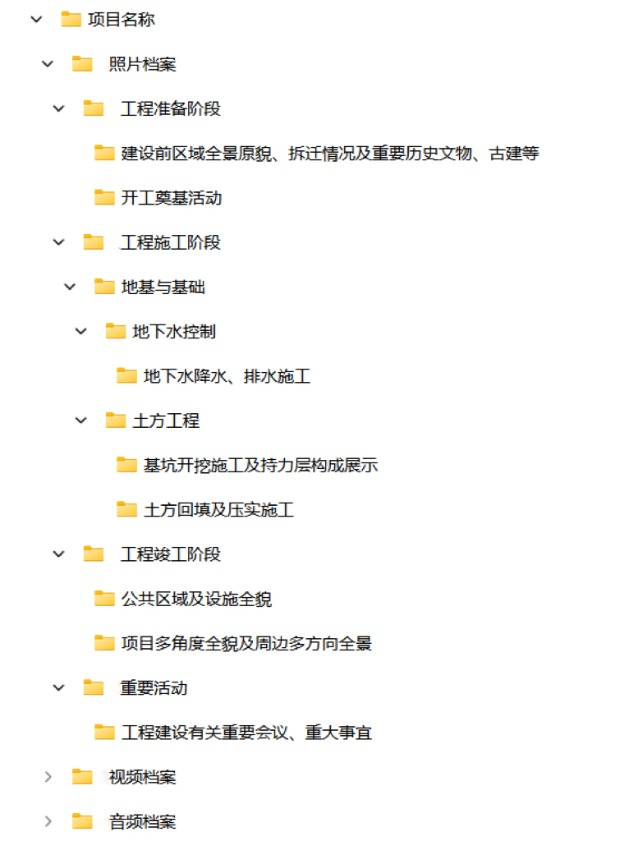 项目名称
照片档案
工程准备阶段
建设前区域全景原貌、拆迁情况及重要历史文物、古建等
开工奠基活动
工程施工阶段
地基与基础
地下水控制
地下水降水、排水施工
土方工程
基坑开挖施工及持力层构成展示
土方回填及压实施工
工程竣工阶段
公共区域及设施全貌
项目多角度全貌及周边多方向全景
重要活动
工程建设有关重要会议、重大事宜
视频档案
音频档案